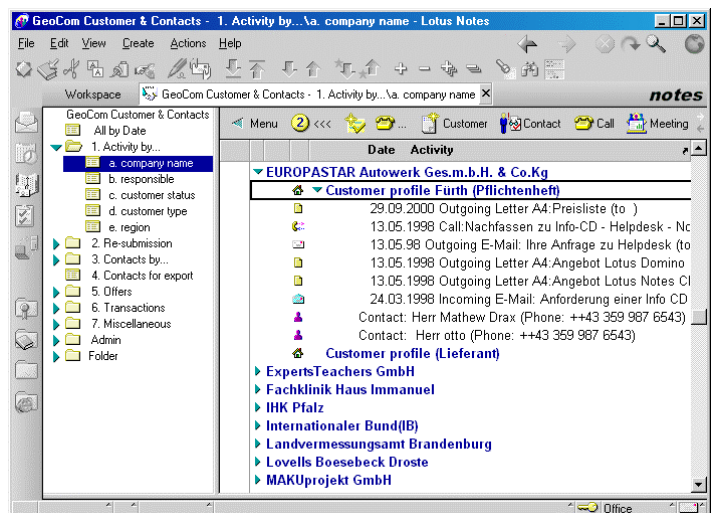 GeoCom Customer & Contacts - 1. Activity by...\a. company name - Lotus Notes
File Edit View Create Actions Help
Workspace GeoCom Customer & Contacts - 1. Activity by...\a. company name notes
GeoCom Customer & Contacts
All by Date
1. Activity by...
a. company name
b. responsible
c. customer status
d. customer type
e. region
2. Re-submission
3. Contacts by...
4. Contacts for export
5. Offers
6. Transactions
7. Miscellaneous
Admin
Folder
Menu 2 <<< ... Customer Contact Call Meeting
Date Activity
EUROPASTAR Autowerk Ges.m.b.H. & Co.Kg
Customer profile Fürth (Pflichtenheft)
29.09.2000 Outgoing Letter A4:Preisliste (to )
13.05.1998 Call:Nachfassen zu Info-CD - Helpdesk - No
13.05.98 Outgoing E-Mail: Ihre Anfrage zu Helpdesk (to
13.05.1998 Outgoing Letter A4:Angebot Lotus Domino
13.05.1998 Outgoing Letter A4:Angebot Lotus Notes Cl
24.03.1998 Incoming E-Mail: Anforderung einer Info CD
Contact: Herr Mathew Drax (Phone: ++43 359 987 6543)
Contact: Herr otto (Phone: ++43 359 987 6543)
Customer profile (Lieferant)
ExpertsTeachers GmbH
Fachklinik Haus Immanuel
IHK Pfalz
Internationaler Bund(IB)
Landvermessungsamt Brandenburg
Lovells Boesebeck Droste
MAKUprojekt GmbH
Office